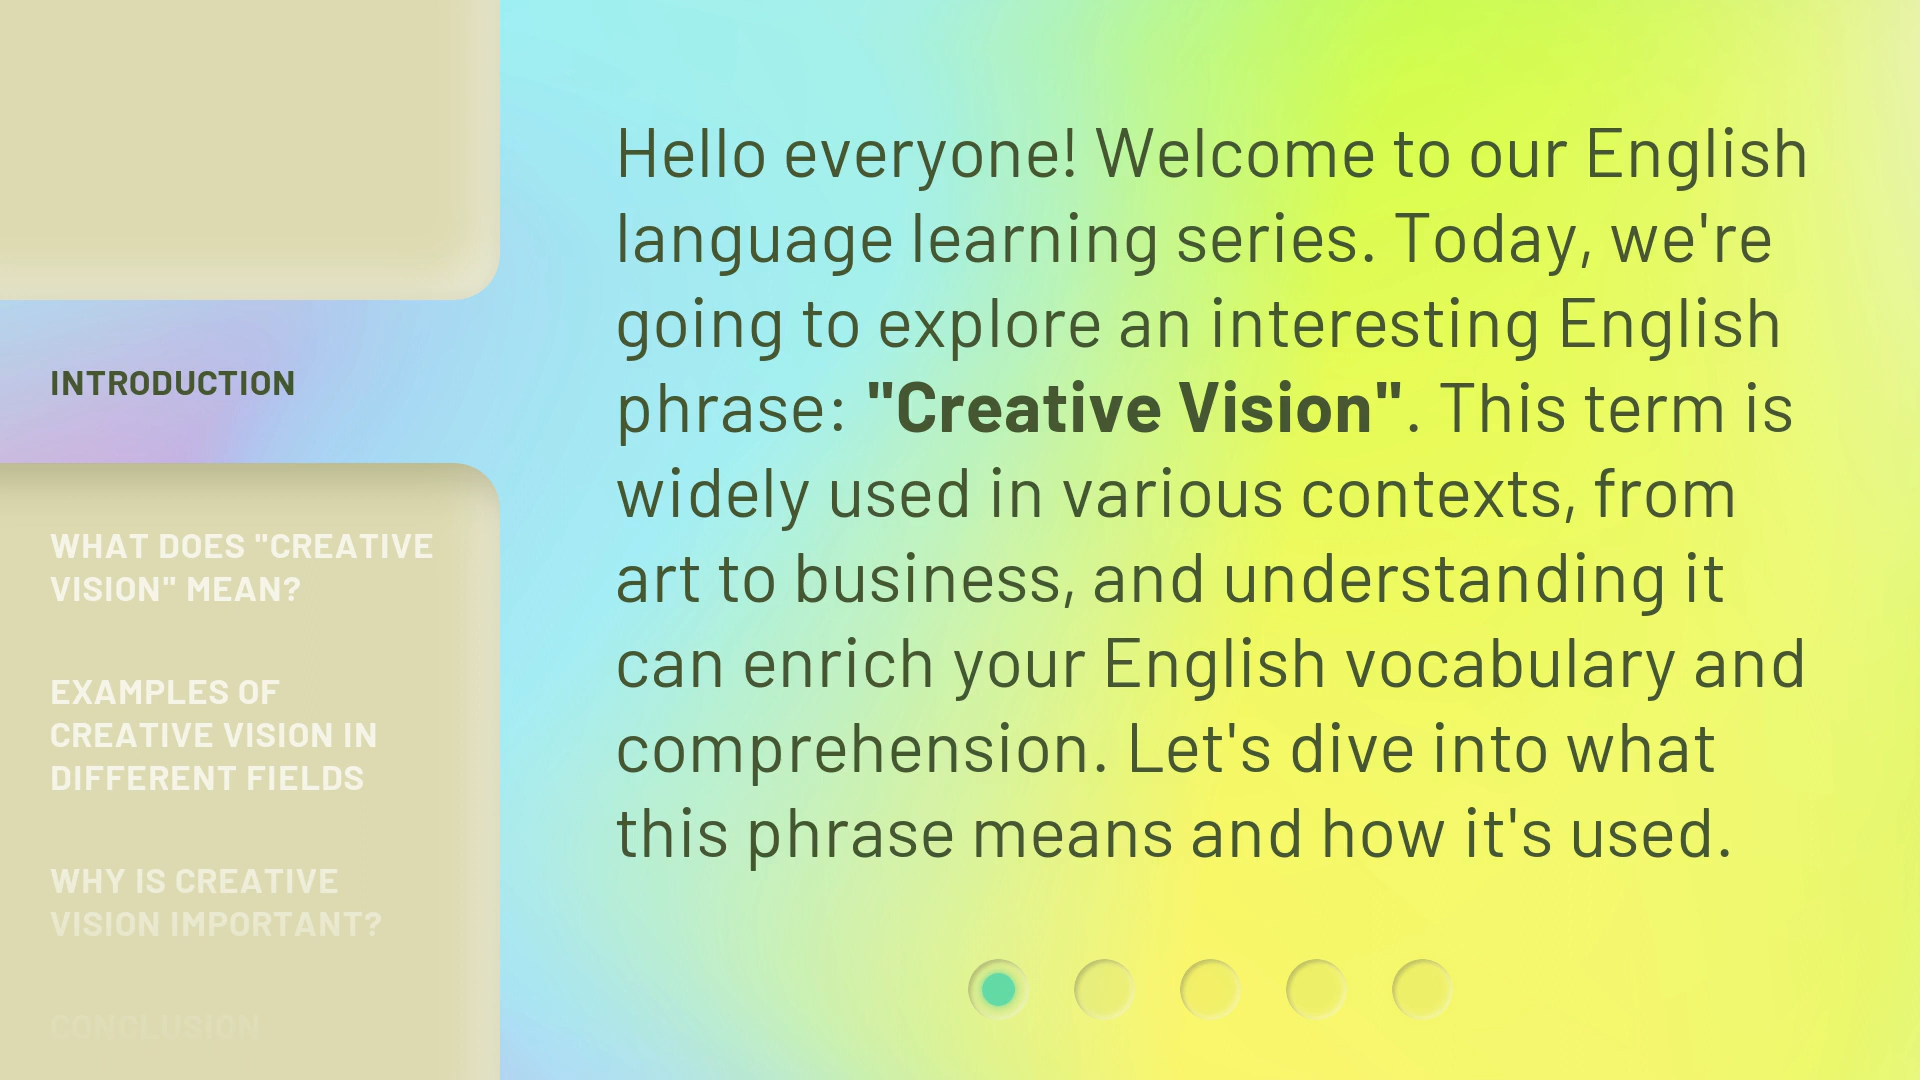 INTRODUCTION
WHAT DOES "CREATIVE
VISION" MEAN?
EXAMPLES OF
CREATIVE VISION IN
DIFFERENT FIELDS
WHY IS CREATIVE
VISION IMPORTANT?
CONCLUSION
Hello everyone! Welcome to our English
language learning series. Today, we're
going to explore an interesting English
phrase: "Creative Vision". This term is
widely used in various contexts, from
art to business, and understanding it
can enrich your English vocabulary and
comprehension. Let's dive into what
this phrase means and how it's used.